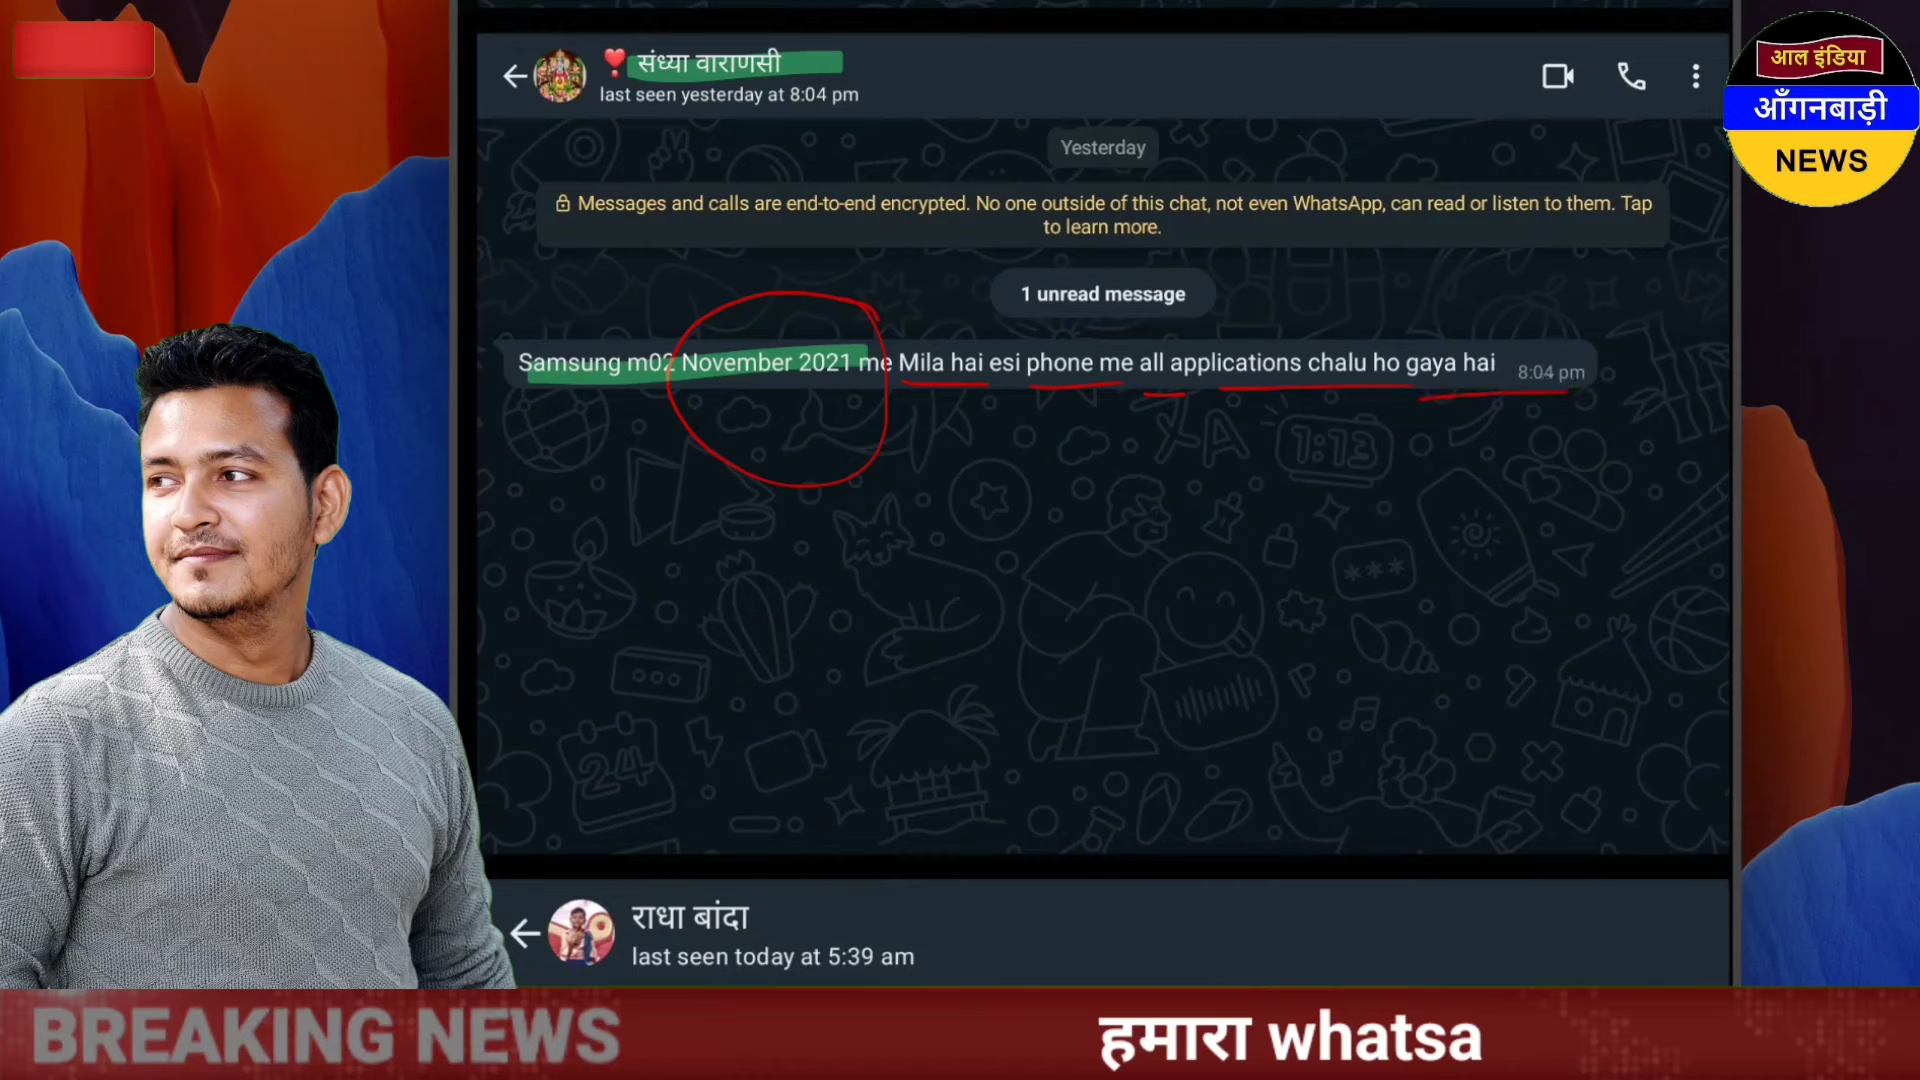 संध्या वाराणसी
last seen yesterday at 8:04 pm
आल इंडिया
आँगनबाड़ी
NEWS
Yesterday
Messages and calls are end-to-end encrypted. No one outside of this chat, not even WhatsApp, can read or listen to them. Tap
to learn more.
1 unread message
Samsung m02 November 2021 me Mila hai esi phone me all applications chalu ho gaya hai 8:04 pm
राधा बांदा
last seen today at 5:39 am
BREAKING NEWS
हमारा whatsa